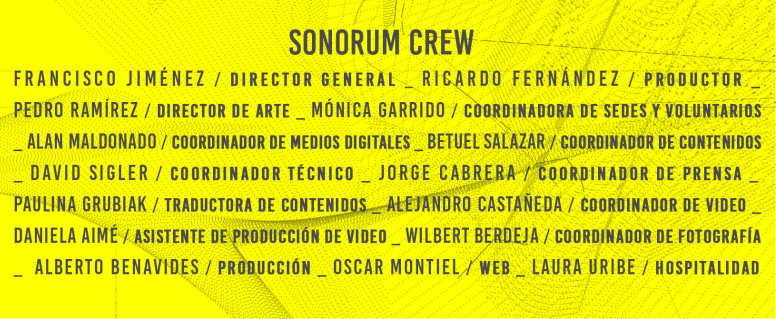 SONORUM CREW
FRANCISCO JIMÉNEZ / DIRECTOR GENERAL _ RICARDO FERNÁNDEZ / PRODUCTOR _
PEDRO RAMÍREZ / DIRECTOR DE ARTE _ MÓNICA GARRIDO / COORDINADORA DE SEDES Y VOLUNTARIOS
_ ALAN MALDONADO / COORDINADOR DE MEDIOS DIGITALES _ BETUEL SALAZAR / COORDINADOR DE CONTENIDOS
_ DAVID SIGLER / COORDINADOR TÉCNICO _ JORGE CABRERA / COORDINADOR DE PRENSA _
PAULINA GRUBIAK / TRADUCTORA DE CONTENIDOS _ ALEJANDRO CASTAÑEDA / COORDINADOR DE VIDEO _
DANIELA AIMÉ / ASISTENTE DE PRODUCCIÓN DE VIDEO _ WILBERT BERDEJA / COORDINADOR DE FOTOGRAFÍA
_ ALBERTO BENAVIDES / PRODUCCIÓN _ OSCAR MONTIEL / WEB _ LAURA URIBE / HOSPITALIDAD